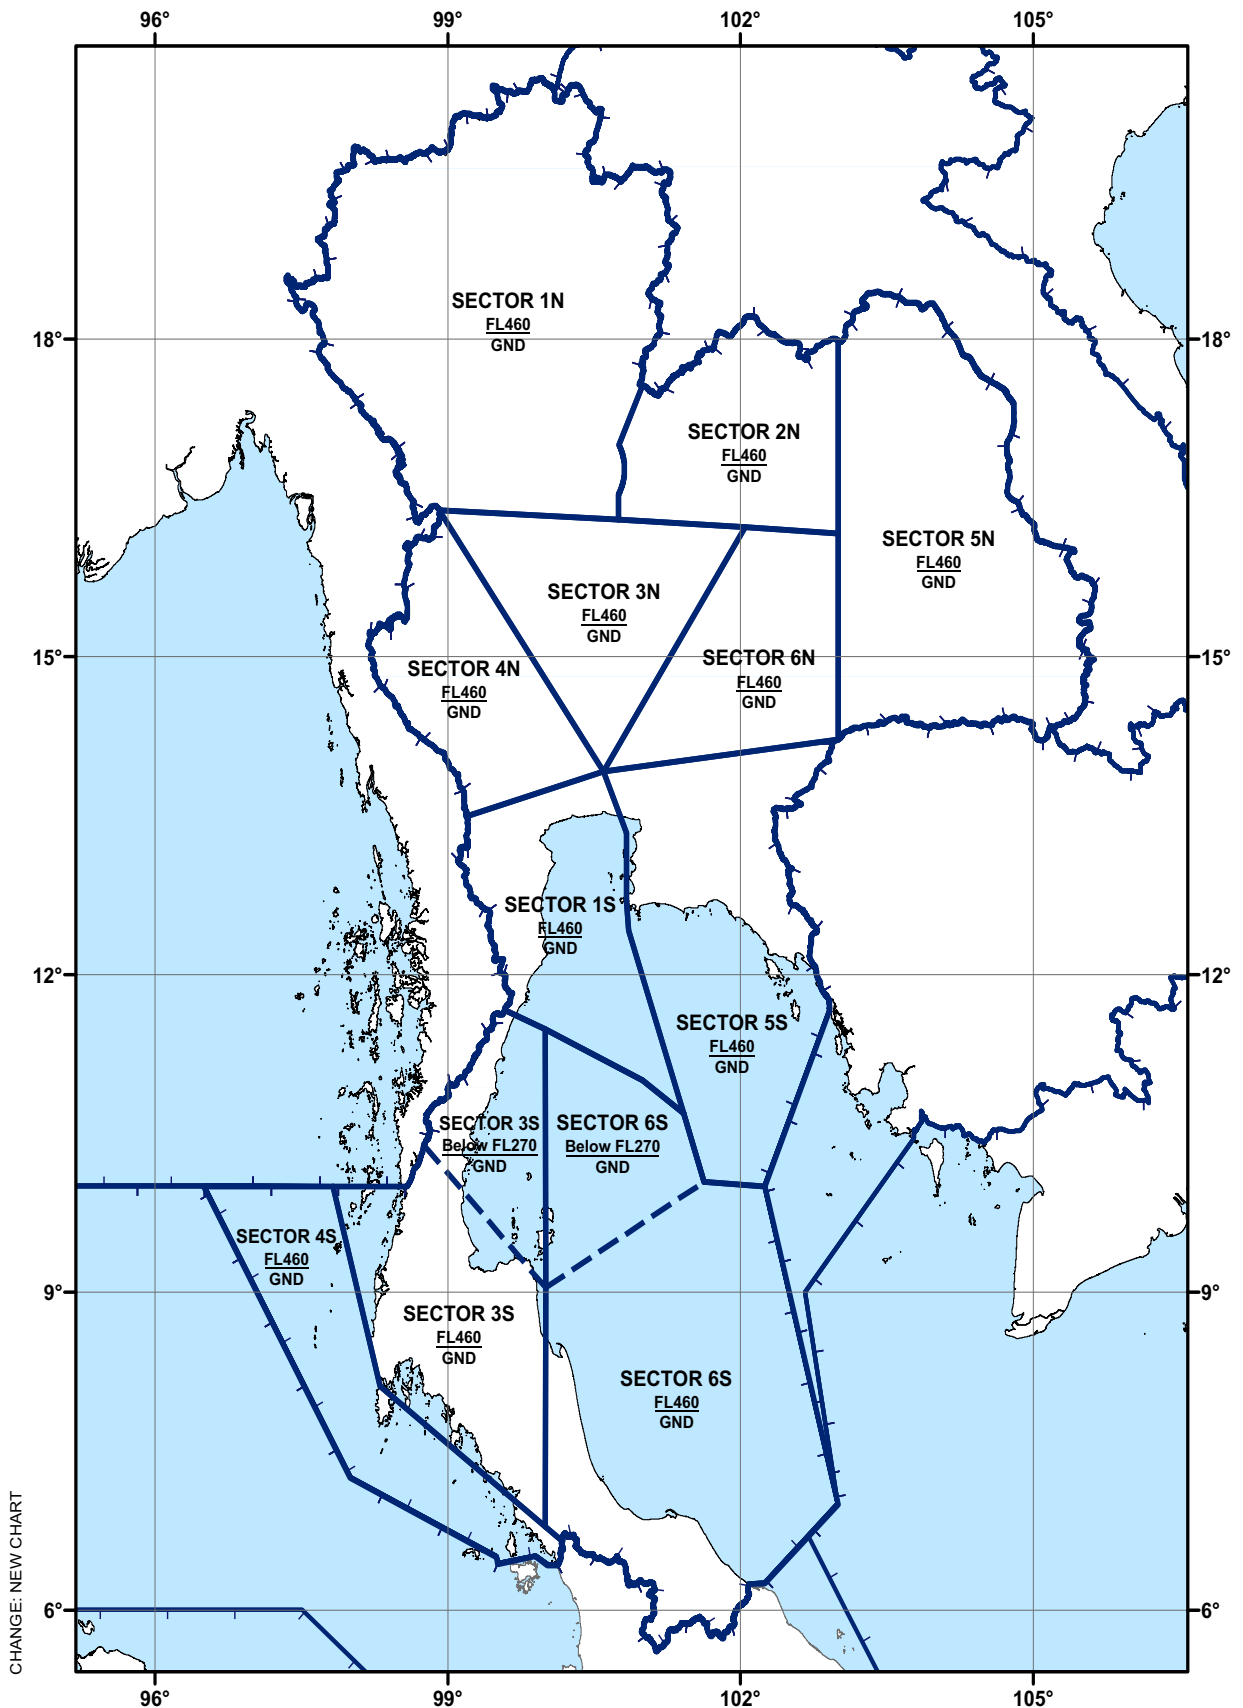 96°
99°
102°
105°
SECTOR 1N
FL460
GND
18°
18°
SECTOR 2N
FL460
GND
SECTOR 5N
FL460
GND
SECTOR 3N
FL460
GND
15°
15°
SECTOR 4N
FL460
GND
SECTOR 6N
FL460
GND
SECTOR 1S
FL460
GND
12°
12°
SECTOR 5S
FL460
GND
SECTOR 3S
Below FL270
GND
SECTOR 6S
Below FL270
GND
SECTOR 4S
FL460
GND
9°
9°
SECTOR 3S
FL460
GND
SECTOR 6S
FL460
GND
CHANGE: NEW CHART
6°
6°
96°
99°
102°
105°